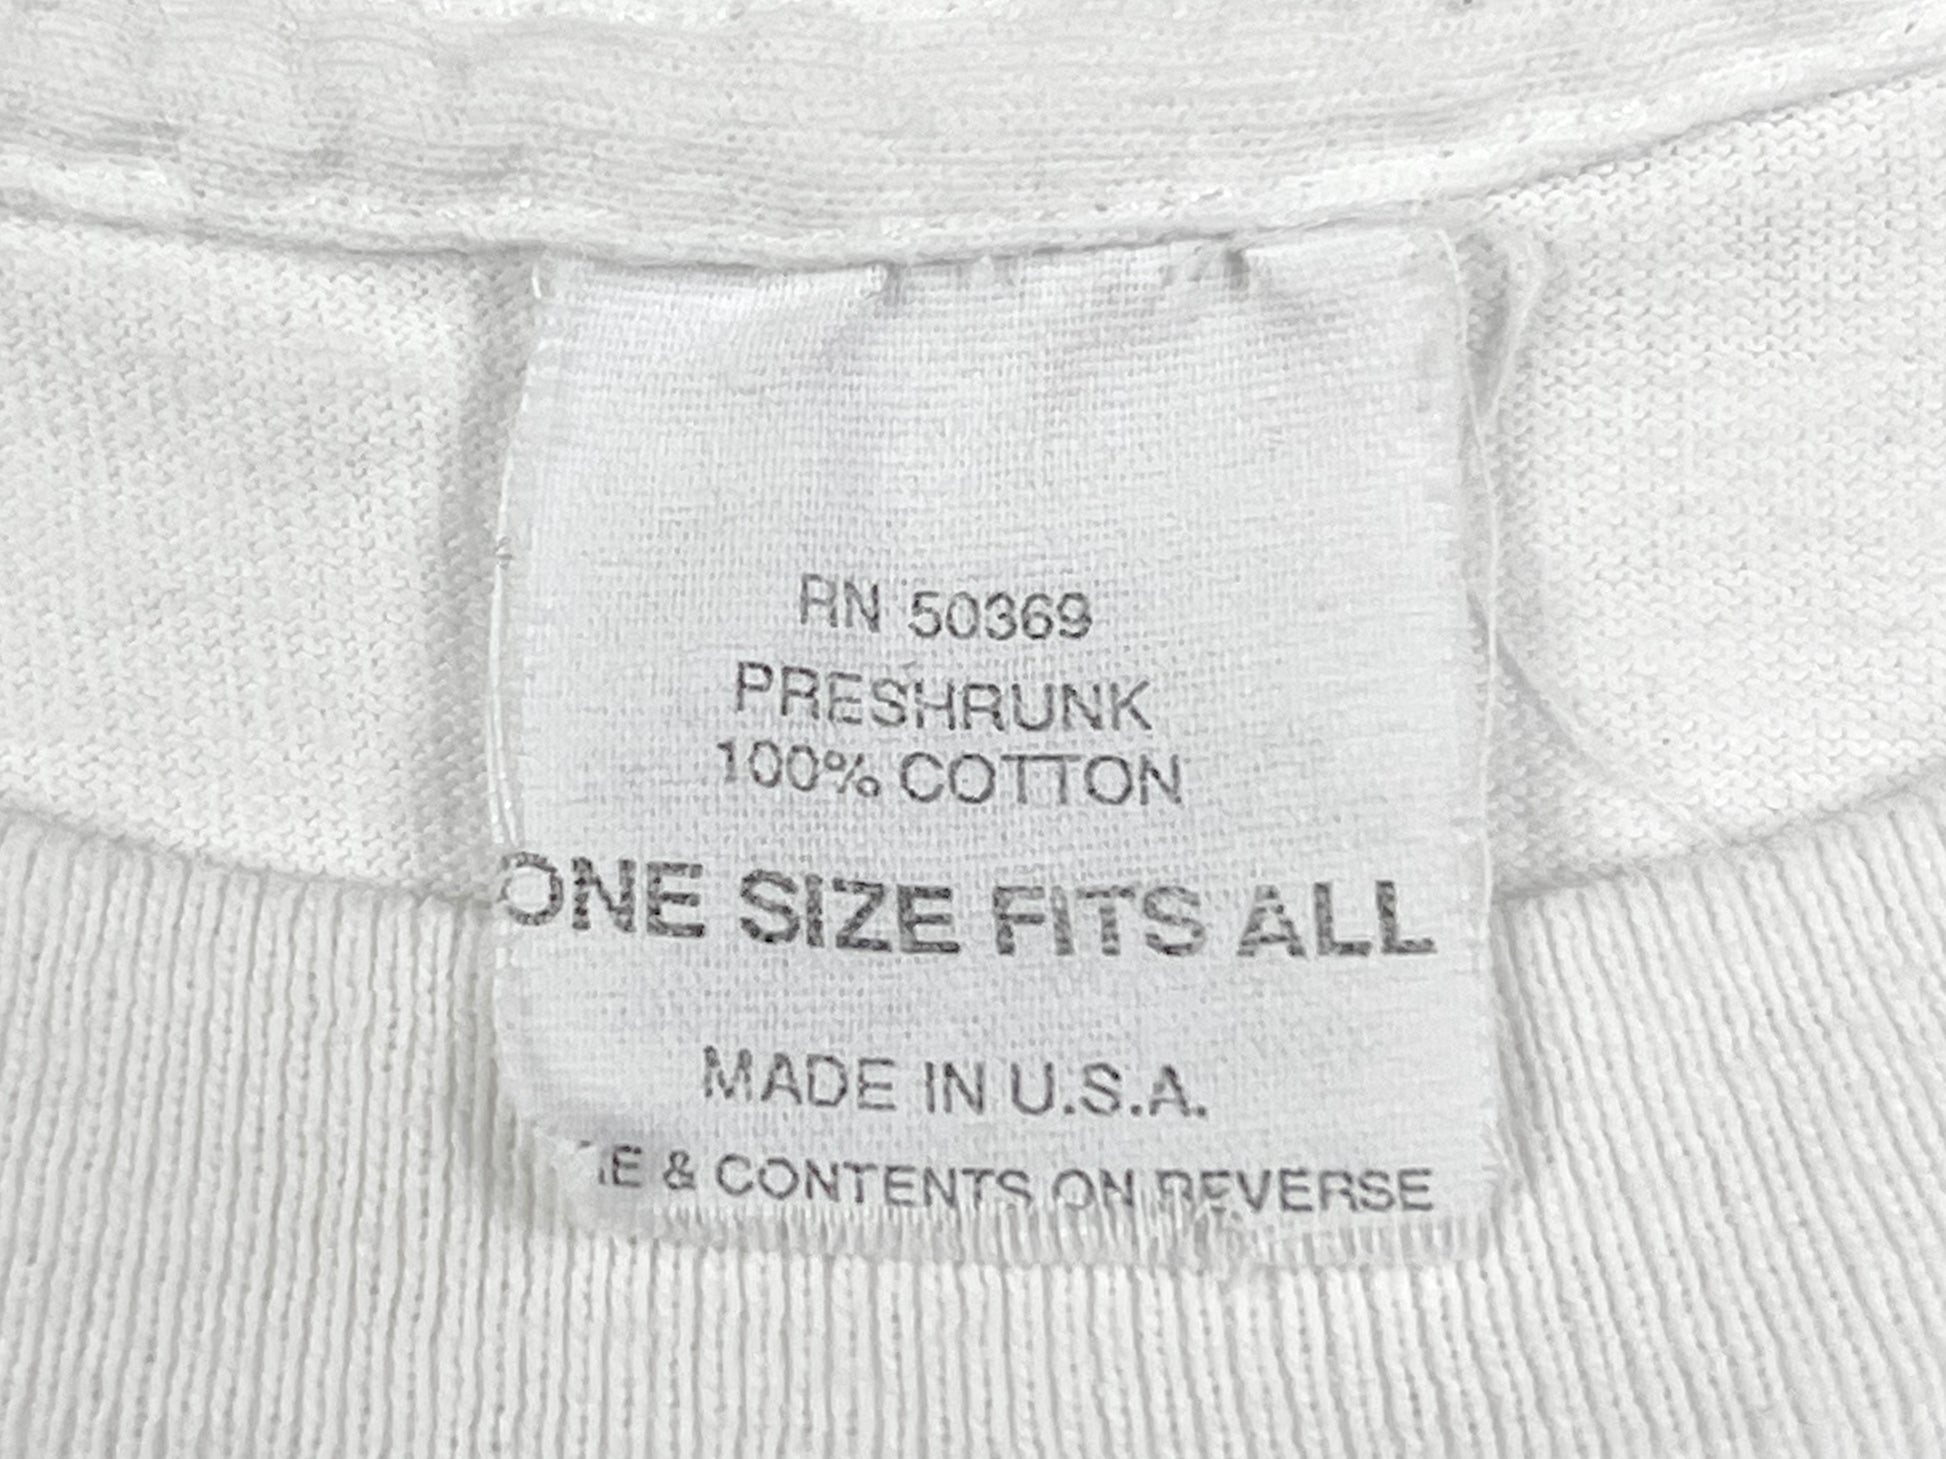 RN 50369
PRESHRUNK
100% COTTON
ONE SIZE FITS ALL
MADE IN U.S.A.
& CONTENTS ON REVERSE